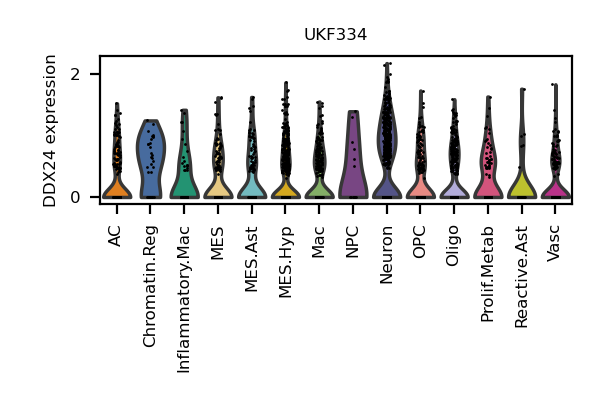 UKF334
DDX24 expression
2
0
AC
Chromatin.Reg
Inflammatory.Mac
MES
MES.Ast
MES.Hyp
Mac
NPC
Neuron
OPC
Oligo
Prolif.Metab
Reactive.Ast
Vasc